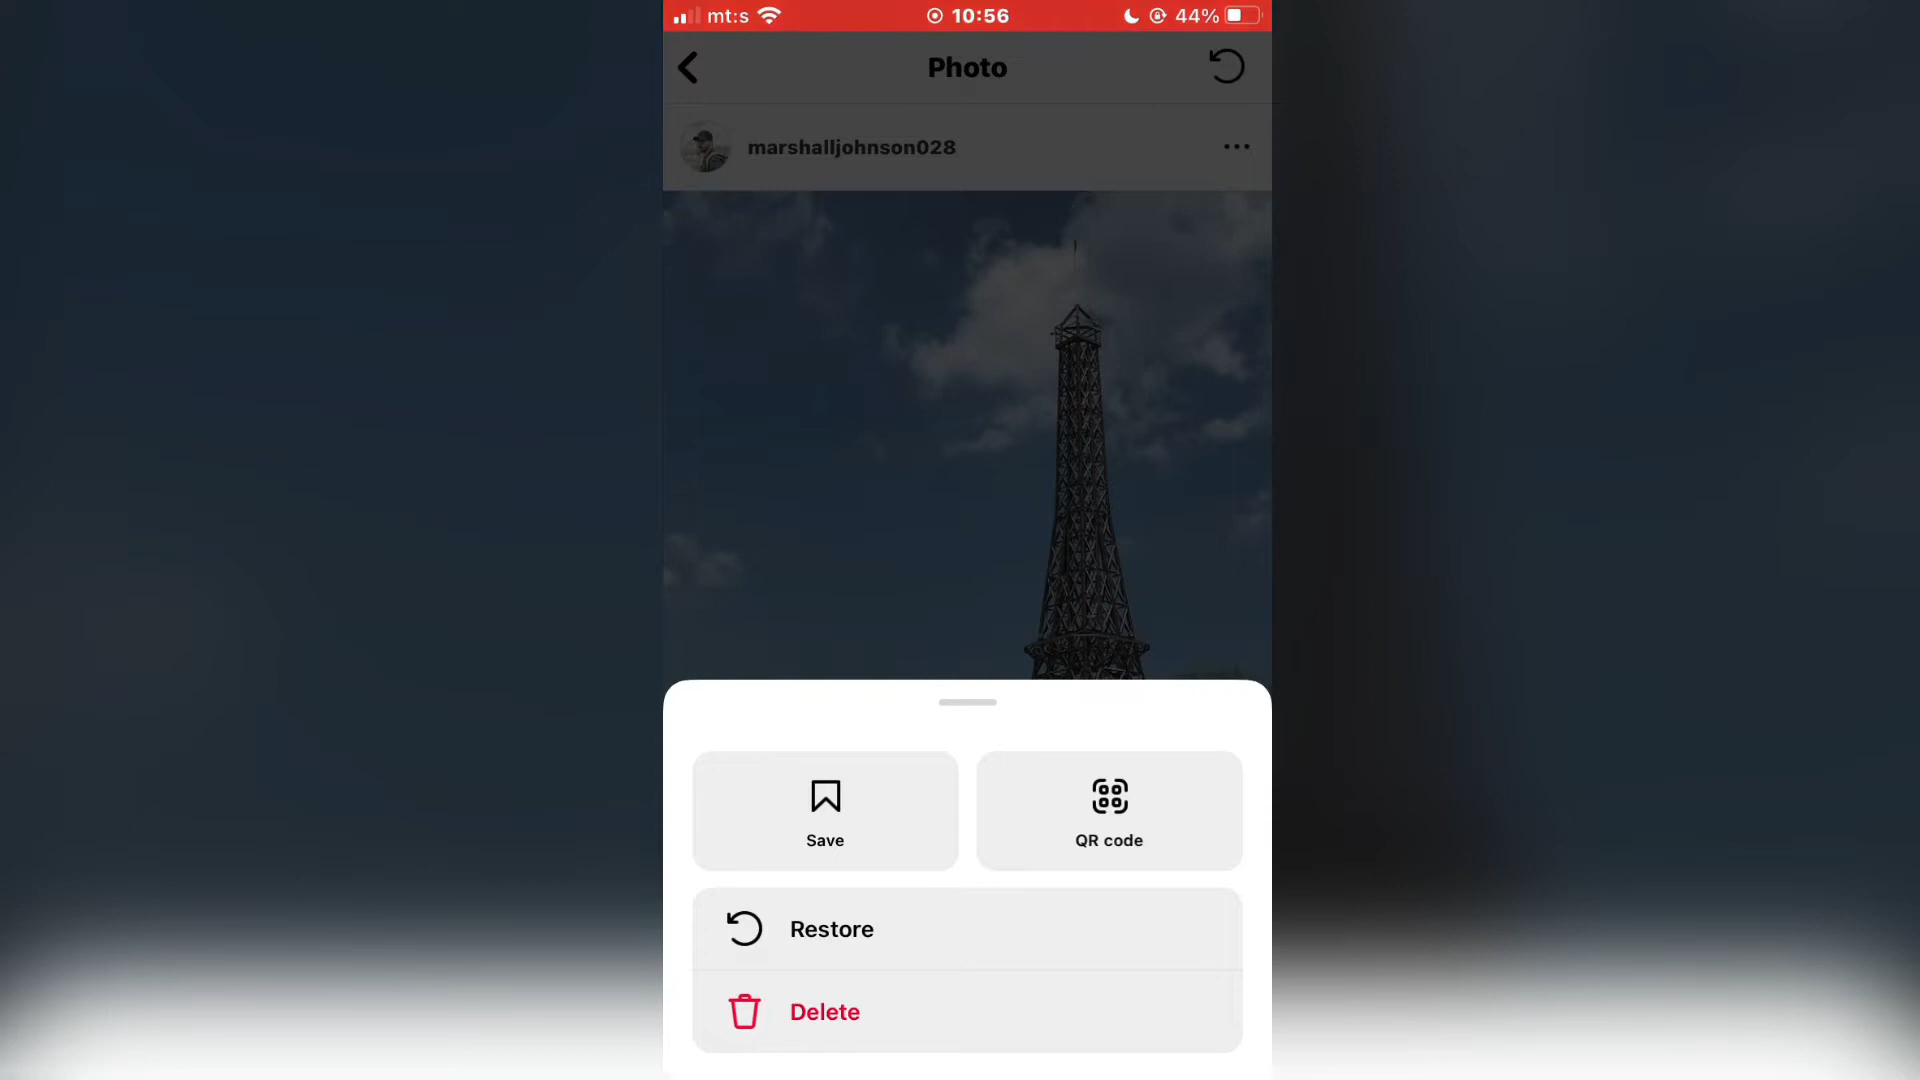 mt:s 10:56 44%
Photo
marshalljohnson028
Save
QR code
Restore
Delete